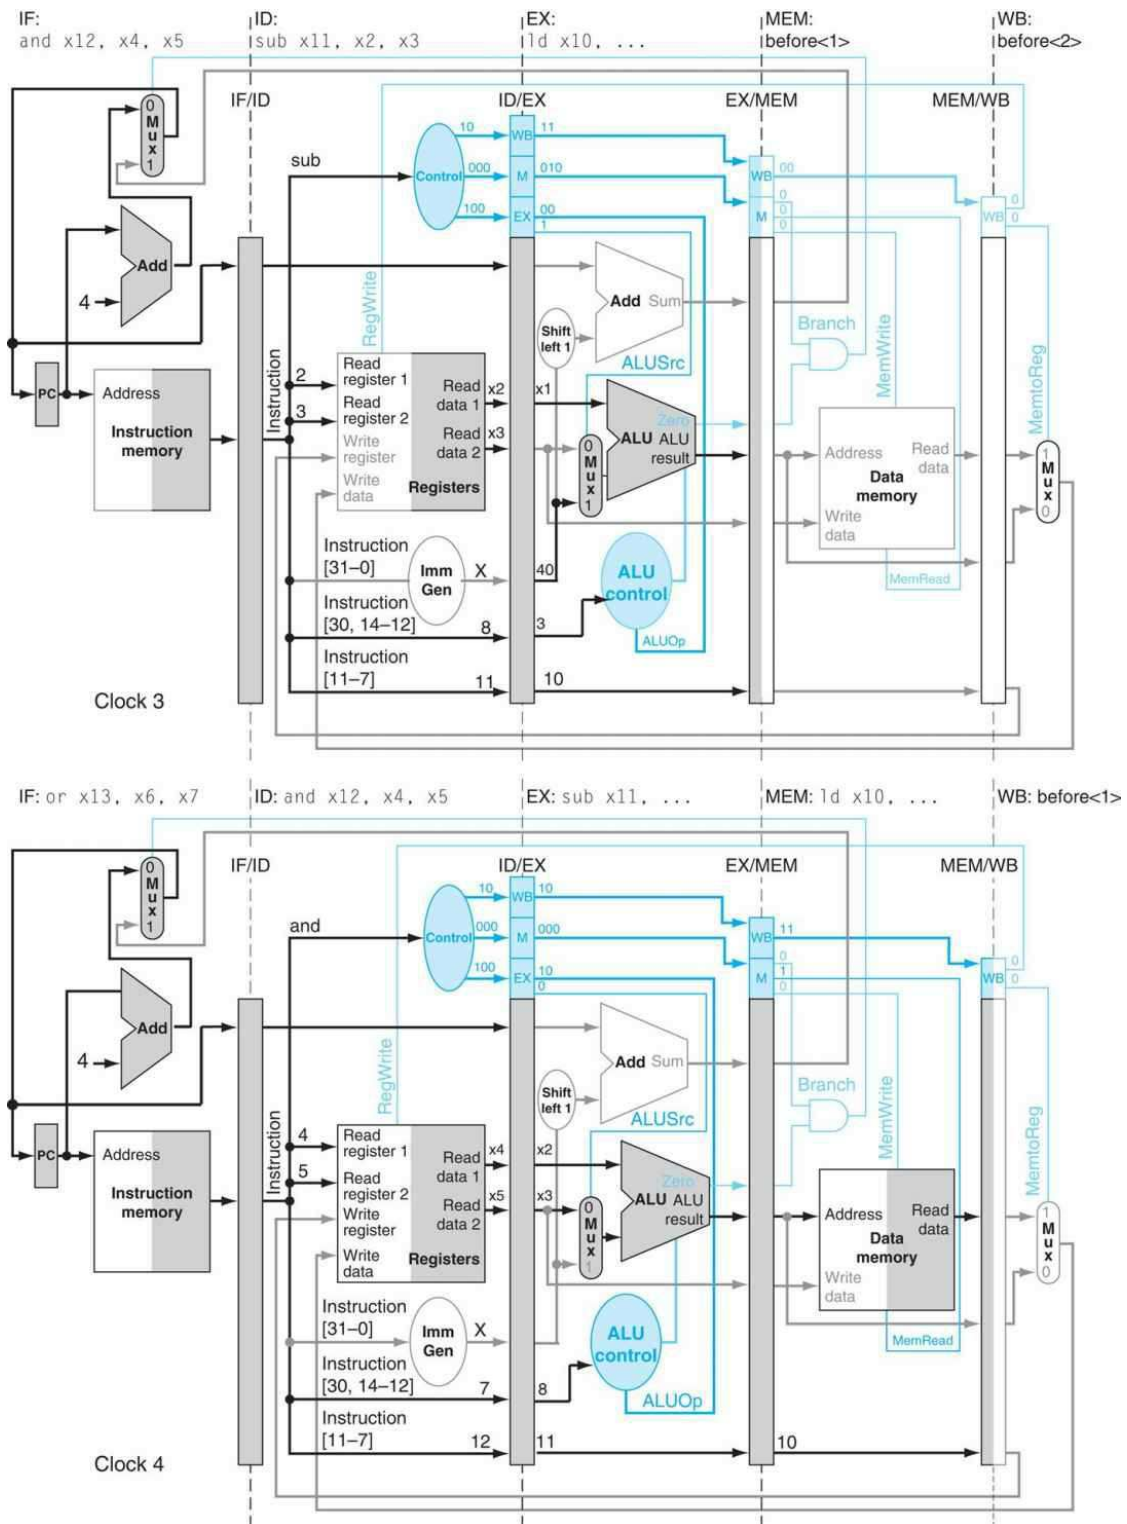 IF:
and x12, x4, x5
ID:
sub x11, x2, x3
EX:
ld x10, ...
MEM:
before<1>
WB:
before<2>
IF/ID
ID/EX
EX/MEM
MEM/WB
0
Mux
1
sub
Control
10
000
100
WB
M
EX
11
010
00
1
WB
M
00
0
0
0
WB
0
0
Add
4
PC
Address
Instruction
memory
Instruction
RegWrite
2
3
Read
register 1
Read
register 2
Write
register
Write
data
Read
data 1
Read
data 2
Registers
x2
x3
x1
Shift
left 1
Add Sum
ALUSrc
0
Mux
1
Zero
ALU ALU
result
Branch
MemWrite
Address
Read
data
Data
memory
Write
data
MemRead
MemtoReg
1
Mux
0
Instruction
[31–0]
Imm
Gen
X
40
ALU
control
ALUOp
Instruction
[30, 14–12]
8
3
Instruction
[11–7]
11
10
Clock 3
IF: or x13, x6, x7
ID: and x12, x4, x5
EX: sub x11, ...
MEM: ld x10, ...
WB: before<1>
IF/ID
ID/EX
EX/MEM
MEM/WB
0
Mux
1
and
Control
10
000
100
WB
M
EX
10
000
10
0
WB
M
11
0
1
0
WB
0
0
Add
4
PC
Address
Instruction
memory
Instruction
RegWrite
4
5
Read
register 1
Read
register 2
Write
register
Write
data
Read
data 1
Read
data 2
Registers
x4
x5
x2
x3
Shift
left 1
Add Sum
ALUSrc
0
Mux
1
Zero
ALU ALU
result
Branch
MemWrite
Address
Read
data
Data
memory
Write
data
MemRead
MemtoReg
1
Mux
0
Instruction
[31–0]
Imm
Gen
X
ALU
control
ALUOp
Instruction
[30, 14–12]
7
8
Instruction
[11–7]
12
11
10
Clock 4